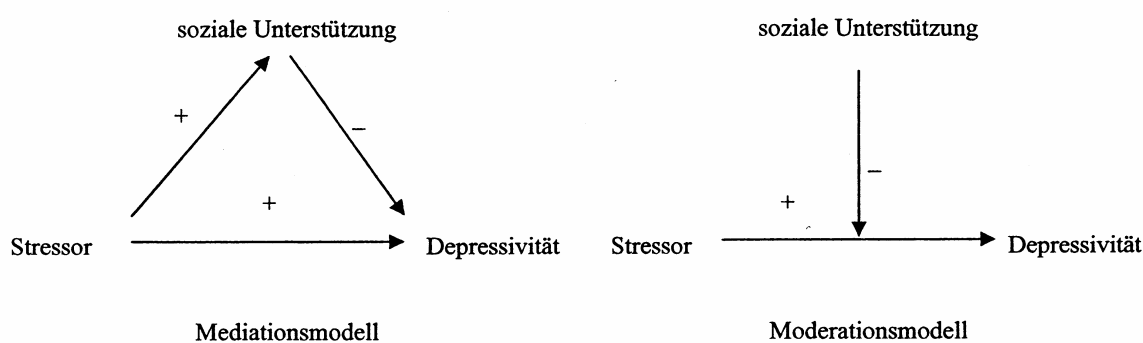 soziale Unterstützung
+
–
+
Stressor
Depressivität
Mediationsmodell
soziale Unterstützung
–
+
Stressor
Depressivität
Moderationsmodell